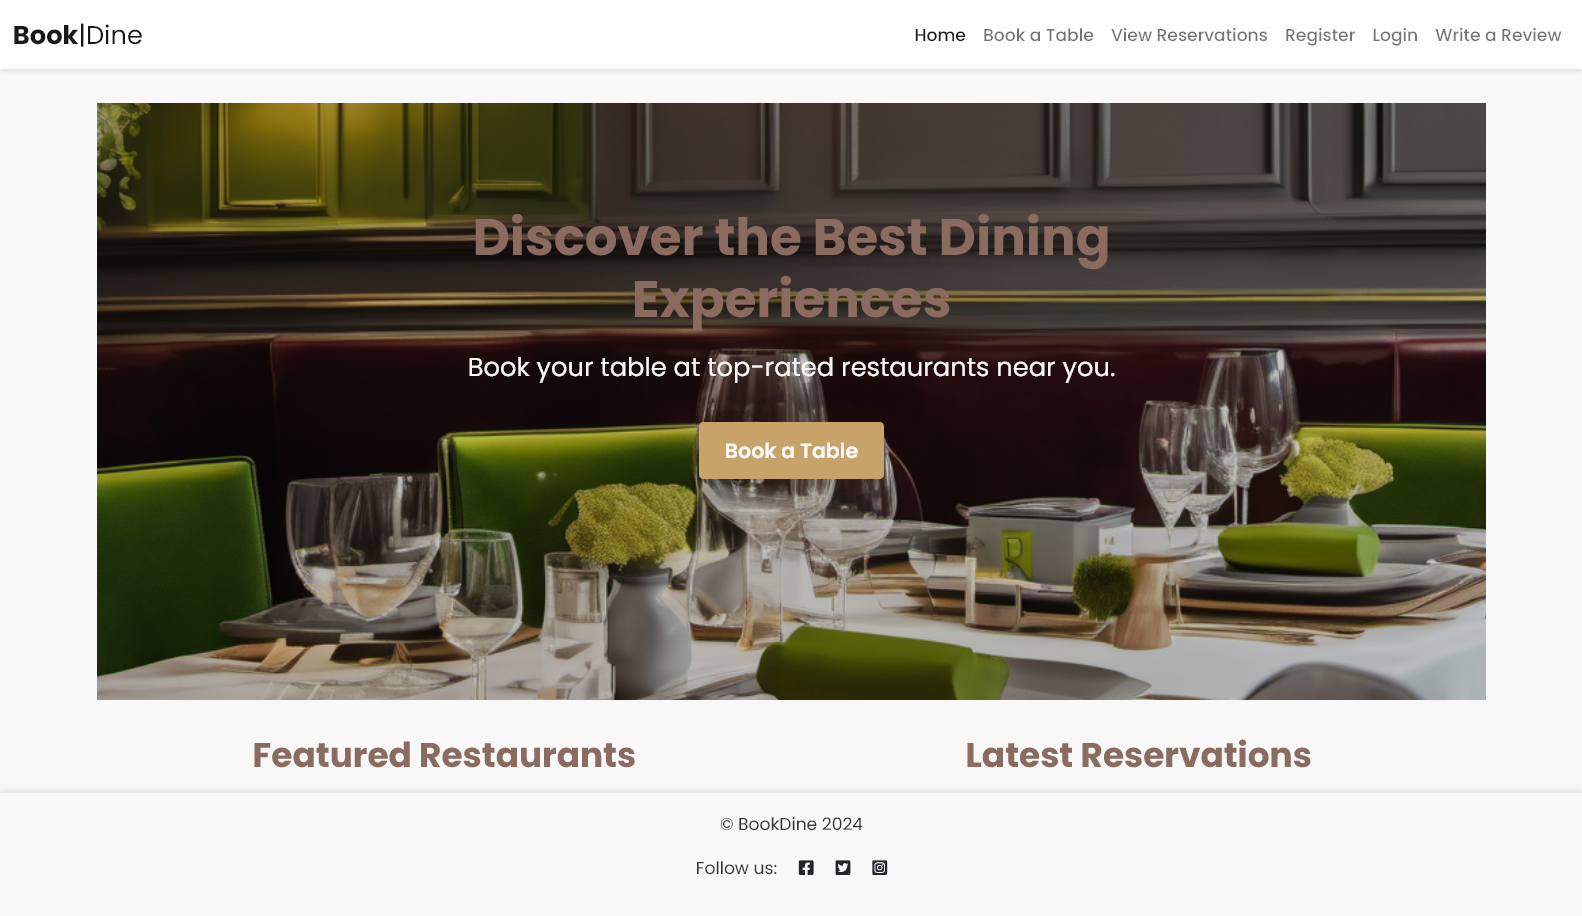 Book|Dine
Home Book a Table View Reservations Register Login Write a Review
Discover the Best Dining
Experiences
Book your table at top-rated restaurants near you.
Book a Table
Featured Restaurants
Latest Reservations
© BookDine 2024
Follow us: